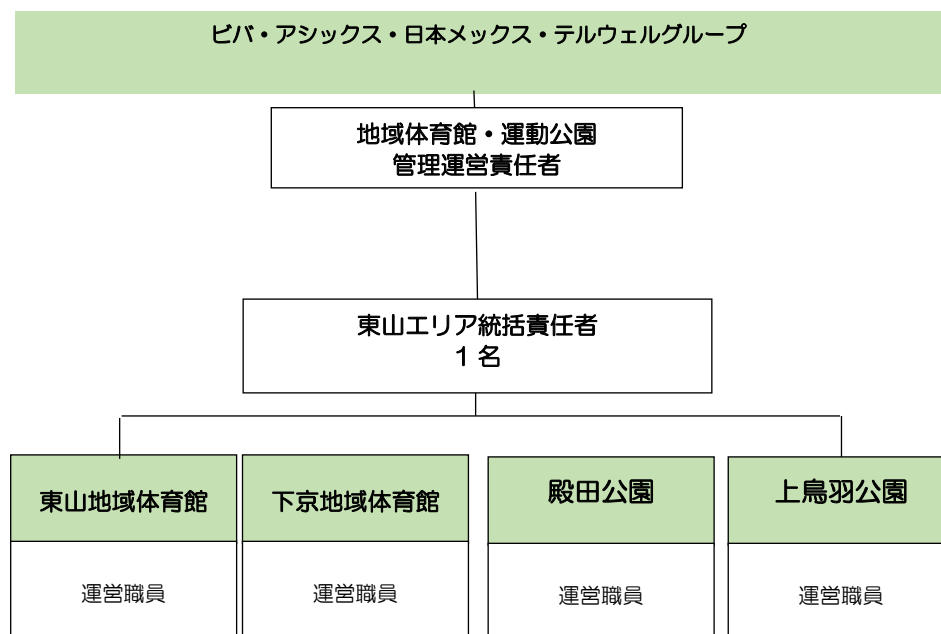 ビバ・アシックス・日本メックス・テルウェルグループ
地域体育館・運動公園
管理運営責任者
東山エリア統括責任者
1 名
東山地域体育館
下京地域体育館
殿田公園
上鳥羽公園
運営職員
運営職員
運営職員
運営職員